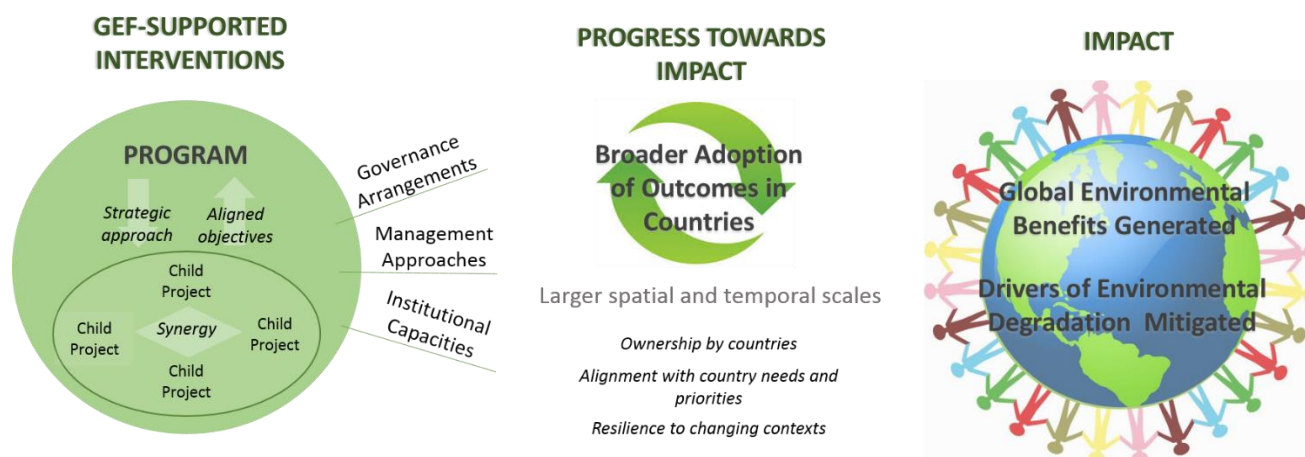 GEF-SUPPORTED
INTERVENTIONS
PROGRAM
Strategic
approach
Aligned
objectives
Child
Project
Child
Project
Synergy
Child
Project
Child
Project
Governance
Arrangements
Management
Approaches
Institutional
Capacities
PROGRESS TOWARDS
IMPACT
Broader Adoption
of Outcomes in
Countries
Larger spatial and temporal scales
Ownership by countries
Alignment with country needs and
priorities
Resilience to changing contexts
IMPACT
Global Environmental
Benefits Generated
Drivers of Environmental
Degradation Mitigated